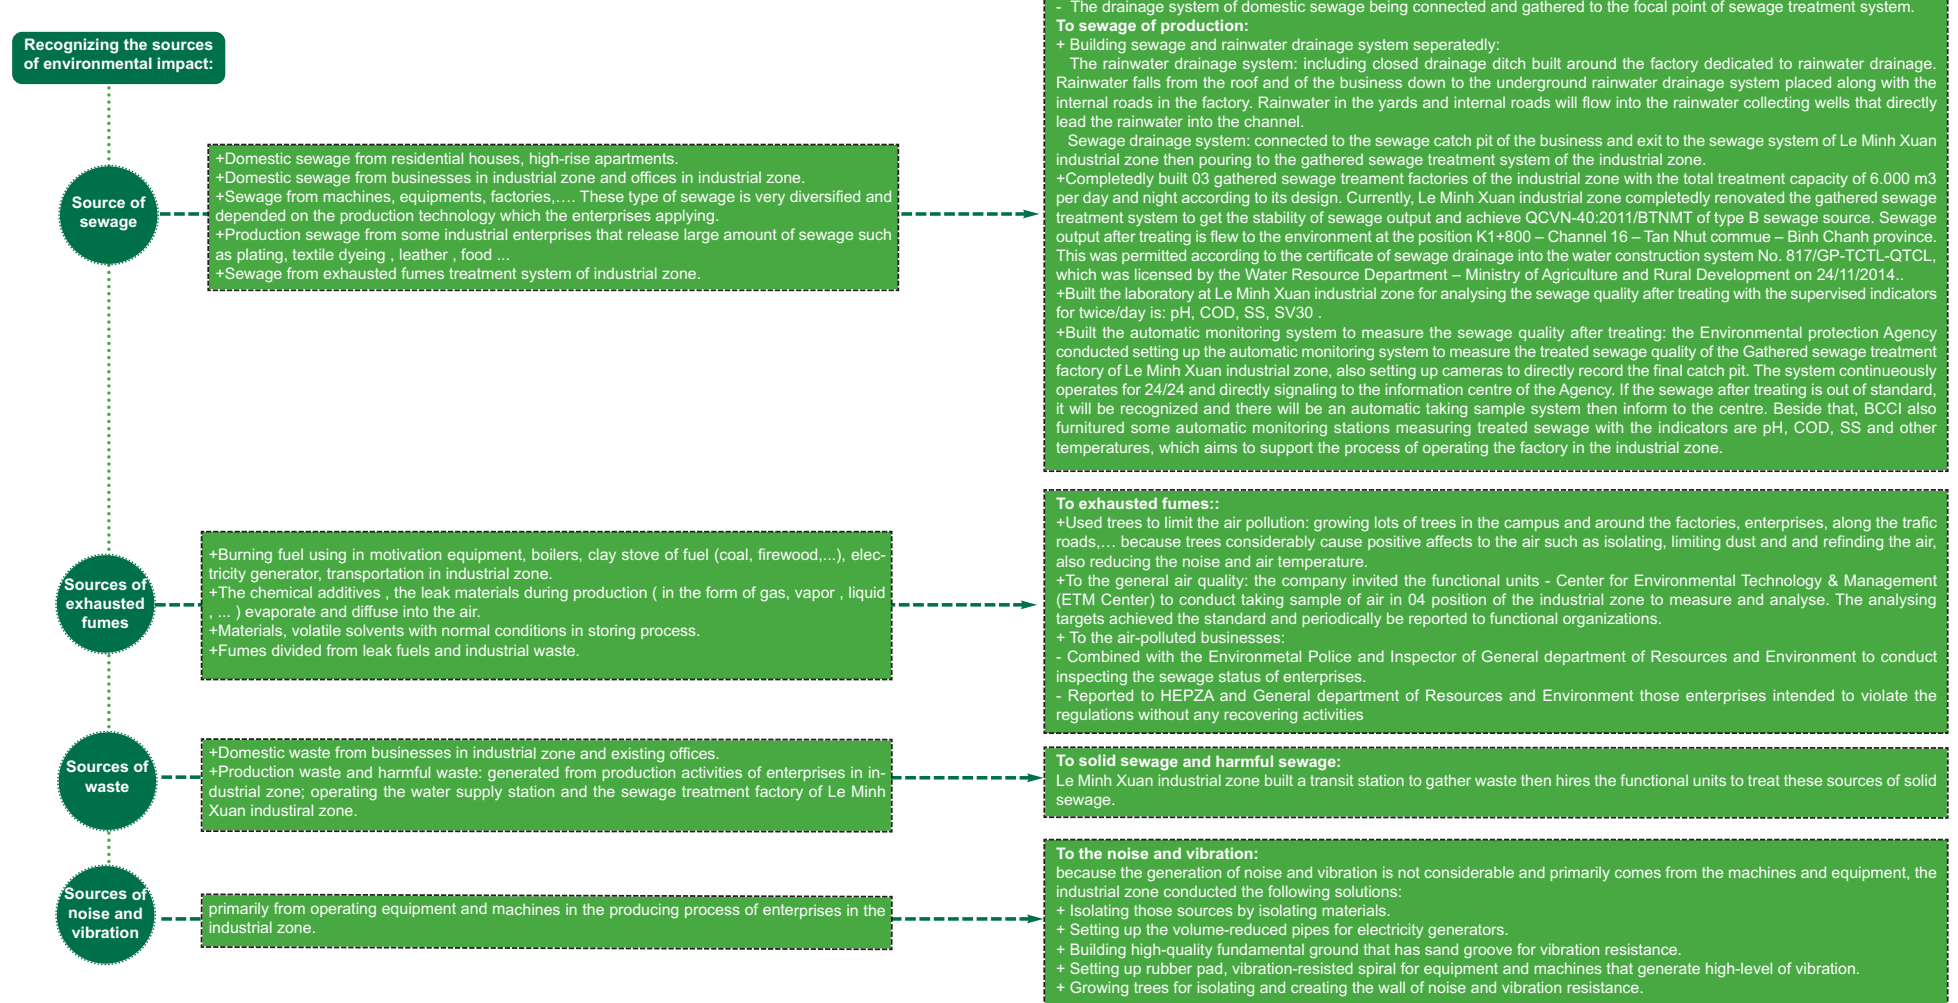 Recognizing the sources
of environmental impact:
Source of
sewage
+Domestic sewage from residential houses, high-rise apartments.
+Domestic sewage from businesses in industrial zone and offices in industrial zone.
+Sewage from machines, equipments, factories,…. These type of sewage is very diversified and
depended on the production technology which the enterprises applying.
+Production sewage from some industrial enterprises that release large amount of sewage such
as plating, textile dyeing , leather , food ...
+Sewage from exhausted fumes treatment system of industrial zone.
- The drainage system of domestic sewage being connected and gathered to the focal point of sewage treatment system.
To sewage of production:
+ Building sewage and rainwater drainage system seperatedly:
The rainwater drainage system: including closed drainage ditch built around the factory dedicated to rainwater drainage.
Rainwater falls from the roof and of the business down to the underground rainwater drainage system placed along with the
internal roads in the factory. Rainwater in the yards and internal roads will flow into the rainwater collecting wells that directly
lead the rainwater into the channel.
Sewage drainage system: connected to the sewage catch pit of the business and exit to the sewage system of Le Minh Xuan
industrial zone then pouring to the gathered sewage treatment system of the industrial zone.
+Completedly built 03 gathered sewage treament factories of the industrial zone with the total treatment capacity of 6.000 m3
per day and night according to its design. Currently, Le Minh Xuan industrial zone completedly renovated the gathered sewage
treatment system to get the stability of sewage output and achieve QCVN-40:2011/BTNMT of type B sewage source. Sewage
output after treating is flew to the environment at the position K1+800 – Channel 16 – Tan Nhut commue – Binh Chanh province.
This was permitted according to the certificate of sewage drainage into the water construction system No. 817/GP-TCTL-QTCL,
which was licensed by the Water Resource Department – Ministry of Agriculture and Rural Development on 24/11/2014..
+Built the laboratory at Le Minh Xuan industrial zone for analysing the sewage quality after treating with the supervised indicators
for twice/day is: pH, COD, SS, SV30 .
+Built the automatic monitoring system to measure the sewage quality after treating: the Environmental protection Agency
conducted setting up the automatic monitoring system to measure the treated sewage quality of the Gathered sewage treatment
factory of Le Minh Xuan industrial zone, also setting up cameras to directly record the final catch pit. The system continueously
operates for 24/24 and directly signaling to the information centre of the Agency. If the sewage after treating is out of standard,
it will be recognized and there will be an automatic taking sample system then inform to the centre. Beside that, BCCI also
furnitured some automatic monitoring stations measuring treated sewage with the indicators are pH, COD, SS and other
temperatures, which aims to support the process of operating the factory in the industrial zone.
Sources of
exhausted
fumes
+Burning fuel using in motivation equipment, boilers, clay stove of fuel (coal, firewood,...), elec-
tricity generator, transportation in industrial zone.
+The chemical additives , the leak materials during production ( in the form of gas, vapor , liquid
, ... ) evaporate and diffuse into the air.
+Materials, volatile solvents with normal conditions in storing process.
+Fumes divided from leak fuels and industrial waste.
To exhausted fumes::
+Used trees to limit the air pollution: growing lots of trees in the campus and around the factories, enterprises, along the trafic
roads,… because trees considerably cause positive affects to the air such as isolating, limiting dust and and refinding the air,
also reducing the noise and air temperature.
+To the general air quality: the company invited the functional units - Center for Environmental Technology & Management
(ETM Center) to conduct taking sample of air in 04 position of the industrial zone to measure and analyse. The analysing
targets achieved the standard and periodically be reported to functional organizations.
+ To the air-polluted businesses:
- Combined with the Environmetal Police and Inspector of General department of Resources and Environment to conduct
inspecting the sewage status of enterprises.
- Reported to HEPZA and General department of Resources and Environment those enterprises intended to violate the
regulations without any recovering activities
Sources of
waste
+Domestic waste from businesses in industrial zone and existing offices.
+Production waste and harmful waste: generated from production activities of enterprises in in-
dustrial zone; operating the water supply station and the sewage treatment factory of Le Minh
Xuan industiral zone.
To solid sewage and harmful sewage:
Le Minh Xuan industrial zone built a transit station to gather waste then hires the functional units to treat these sources of solid
sewage.
Sources of
noise and
vibration
primarily from operating equipment and machines in the producing process of enterprises in the
industrial zone.
To the noise and vibration:
because the generation of noise and vibration is not considerable and primarily comes from the machines and equipment, the
industrial zone conducted the following solutions:
+ Isolating those sources by isolating materials.
+ Setting up the volume-reduced pipes for electricity generators.
+ Building high-quality fundamental ground that has sand groove for vibration resistance.
+ Setting up rubber pad, vibration-resisted spiral for equipment and machines that generate high-level of vibration.
+ Growing trees for isolating and creating the wall of noise and vibration resistance.